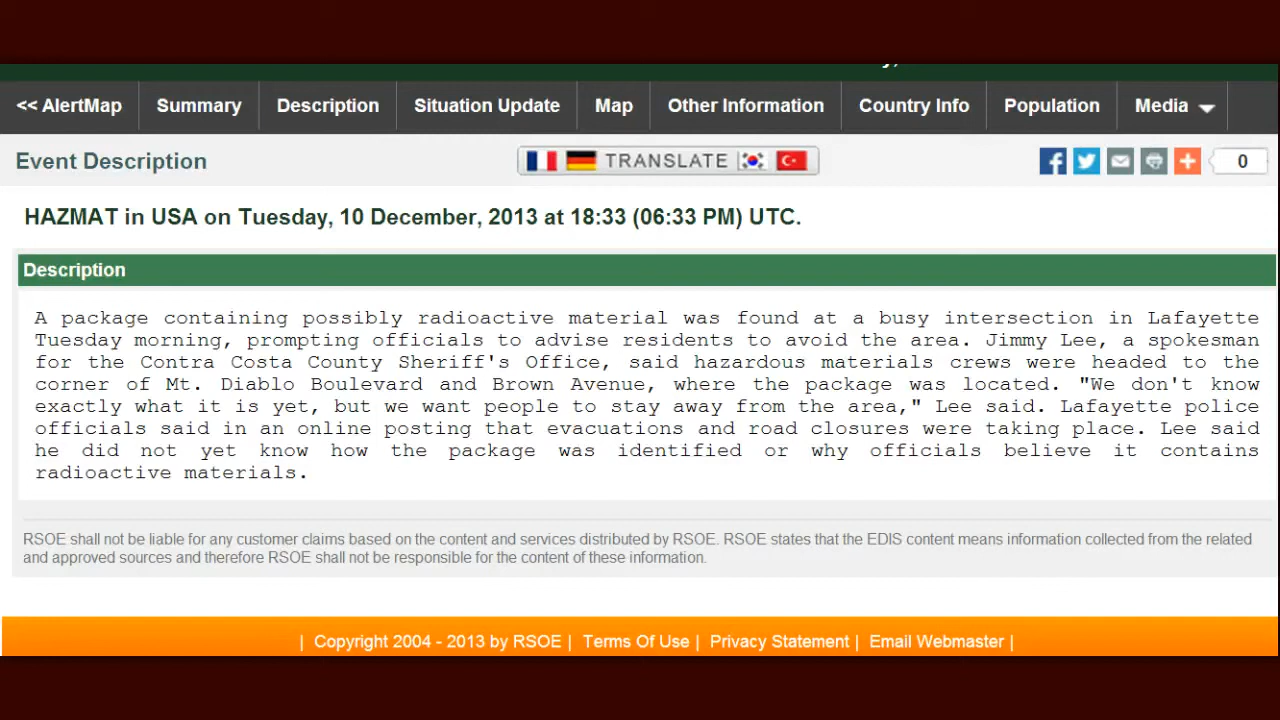 << AlertMap Summary Description Situation Update Map Other Information Country Info Population Media
Event Description TRANSLATE 0
HAZMAT in USA on Tuesday, 10 December, 2013 at 18:33 (06:33 PM) UTC.
Description
A package containing possibly radioactive material was found at a busy intersection in Lafayette
Tuesday morning, prompting officials to advise residents to avoid the area. Jimmy Lee, a spokesman
for the Contra Costa County Sheriff's Office, said hazardous materials crews were headed to the
corner of Mt. Diablo Boulevard and Brown Avenue, where the package was located. "We don't know
exactly what it is yet, but we want people to stay away from the area," Lee said. Lafayette police
officials said in an online posting that evacuations and road closures were taking place. Lee said
he did not yet know how the package was identified or why officials believe it contains
radioactive materials.
RSOE shall not be liable for any customer claims based on the content and services distributed by RSOE. RSOE states that the EDIS content means information collected from the related
and approved sources and therefore RSOE shall not be responsible for the content of these information.
| Copyright 2004 - 2013 by RSOE | Terms Of Use | Privacy Statement | Email Webmaster |